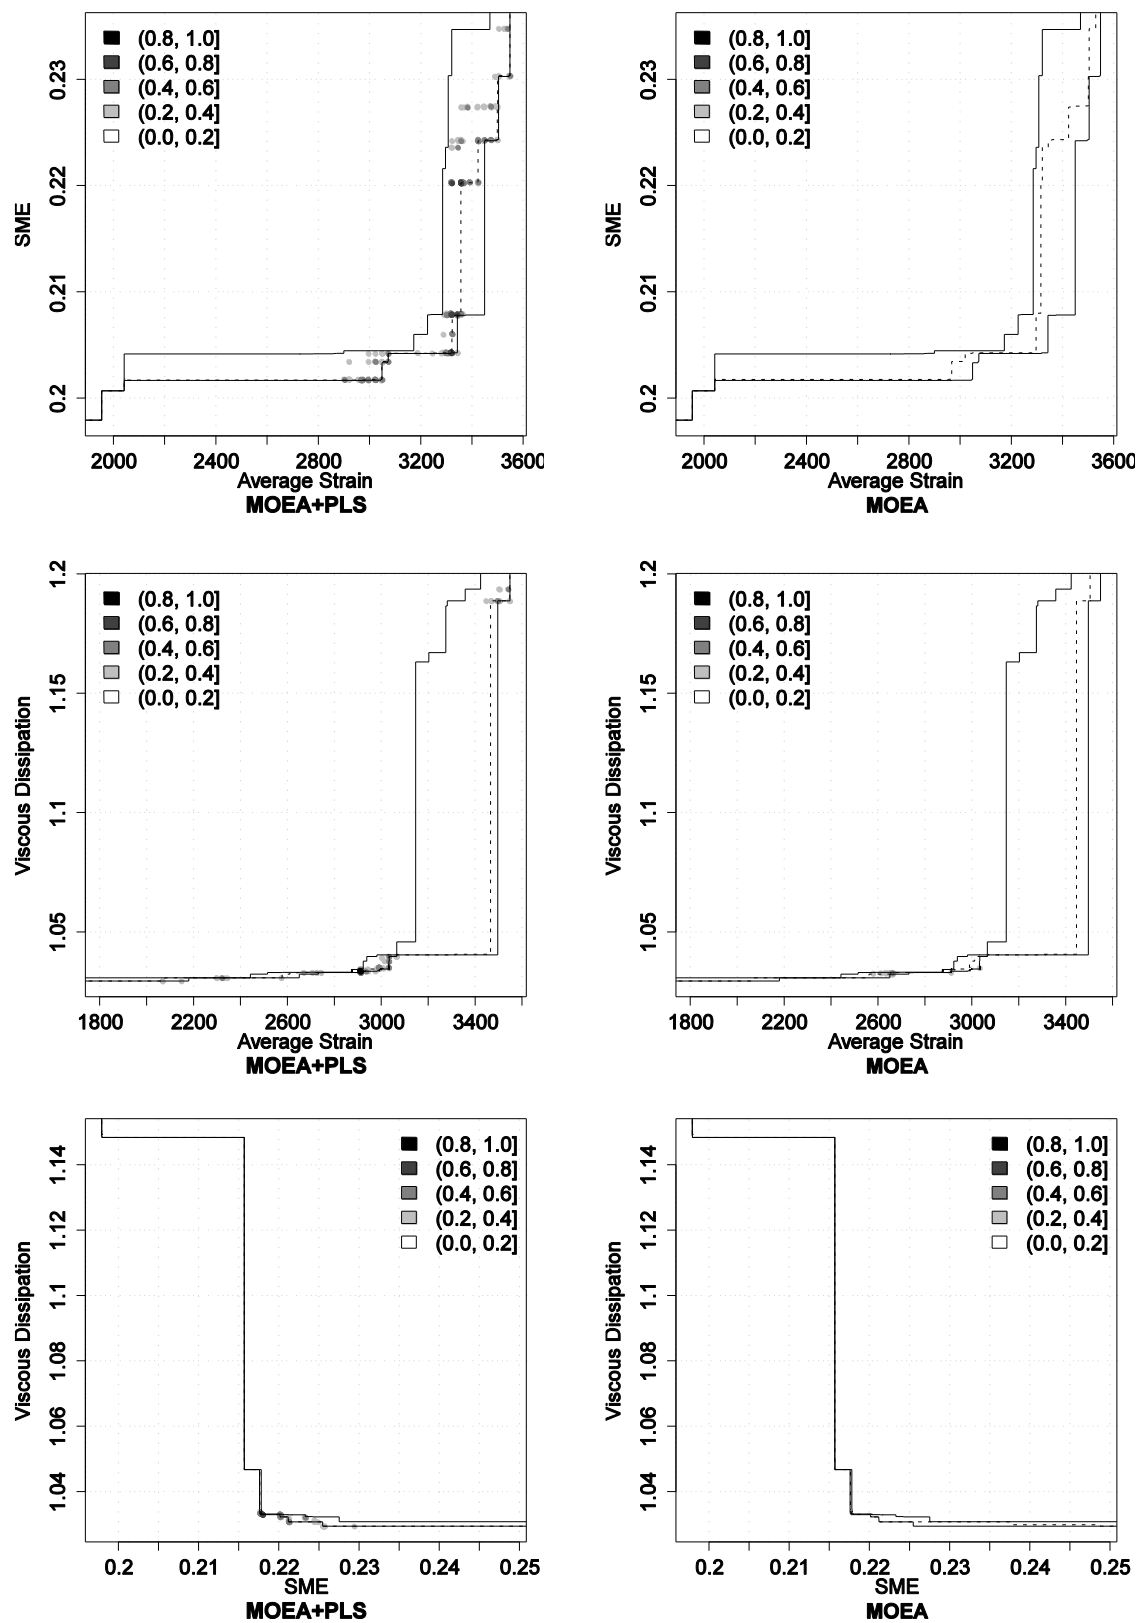 (0.8, 1.0]
(0.6, 0.8]
(0.4, 0.6]
(0.2, 0.4]
(0.0, 0.2]
SME
0.23
0.22
0.21
0.2
2000 2400 2800 3200 3600
Average Strain
MOEA+PLS
(0.8, 1.0]
(0.6, 0.8]
(0.4, 0.6]
(0.2, 0.4]
(0.0, 0.2]
SME
0.23
0.22
0.21
0.2
2000 2400 2800 3200 3600
Average Strain
MOEA
(0.8, 1.0]
(0.6, 0.8]
(0.4, 0.6]
(0.2, 0.4]
(0.0, 0.2]
Viscous Dissipation
1.2
1.15
1.1
1.05
1800 2200 2600 3000 3400
Average Strain
MOEA+PLS
(0.8, 1.0]
(0.6, 0.8]
(0.4, 0.6]
(0.2, 0.4]
(0.0, 0.2]
Viscous Dissipation
1.2
1.15
1.1
1.05
1800 2200 2600 3000 3400
Average Strain
MOEA
(0.8, 1.0]
(0.6, 0.8]
(0.4, 0.6]
(0.2, 0.4]
(0.0, 0.2]
Viscous Dissipation
1.14
1.12
1.1
1.08
1.06
1.04
0.2 0.21 0.22 0.23 0.24 0.25
SME
MOEA+PLS
(0.8, 1.0]
(0.6, 0.8]
(0.4, 0.6]
(0.2, 0.4]
(0.0, 0.2]
Viscous Dissipation
1.14
1.12
1.1
1.08
1.06
1.04
0.2 0.21 0.22 0.23 0.24 0.25
SME
MOEA